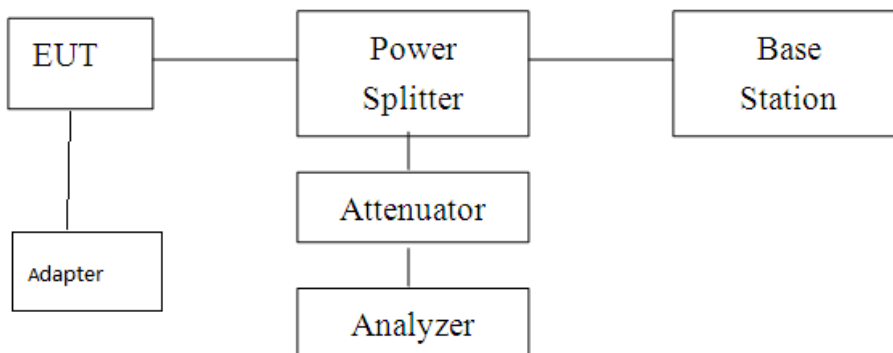 EUT
Power
Splitter
Base
Station
Attenuator
Adapter
Analyzer